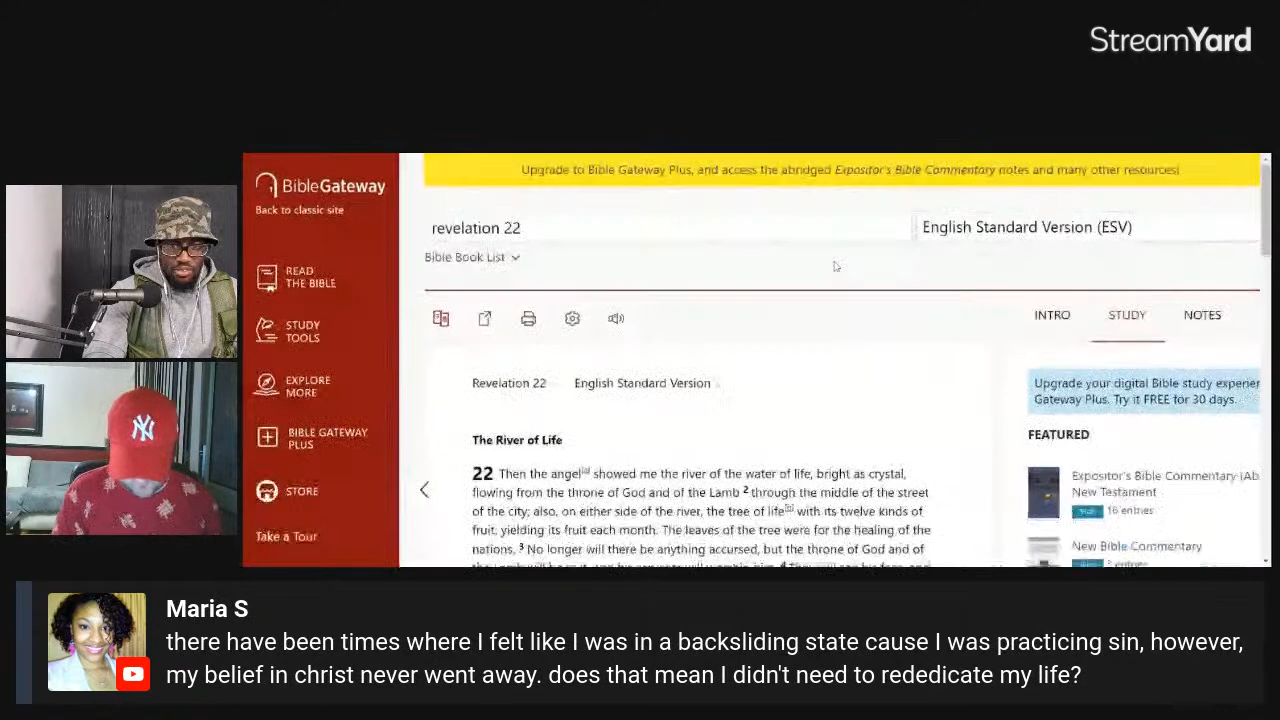 StreamYard
BibleGateway
Back to classic site
READ
THE BIBLE
STUDY
TOOLS
EXPLORE
MORE
BIBLE GATEWAY
PLUS
STORE
Take a Tour
Upgrade to Bible Gateway Plus, and access the abridged Expositor's Bible Commentary notes and many other resources!
revelation 22
English Standard Version (ESV)
Bible Book List
INTRO STUDY NOTES
Revelation 22 English Standard Version
The River of Life
22 Then the angel[a] showed me the river of the water of life, bright as crystal,
flowing from the throne of God and of the Lamb 2 through the middle of the street
of the city; also, on either side of the river, the tree of life[b] with its twelve kinds of
fruit, yielding its fruit each month. The leaves of the tree were for the healing of the
nations. 3 No longer will there be anything accursed, but the throne of God and of
Upgrade your digital Bible study experien
Gateway Plus. Try it FREE for 30 days.
FEATURED
Expositor's Bible Commentary (Ab
New Testament
16 entries
New Bible Commentary
entries
NY
Maria S
there have been times where I felt like I was in a backsliding state cause I was practicing sin, however,
my belief in christ never went away. does that mean I didn't need to rededicate my life?